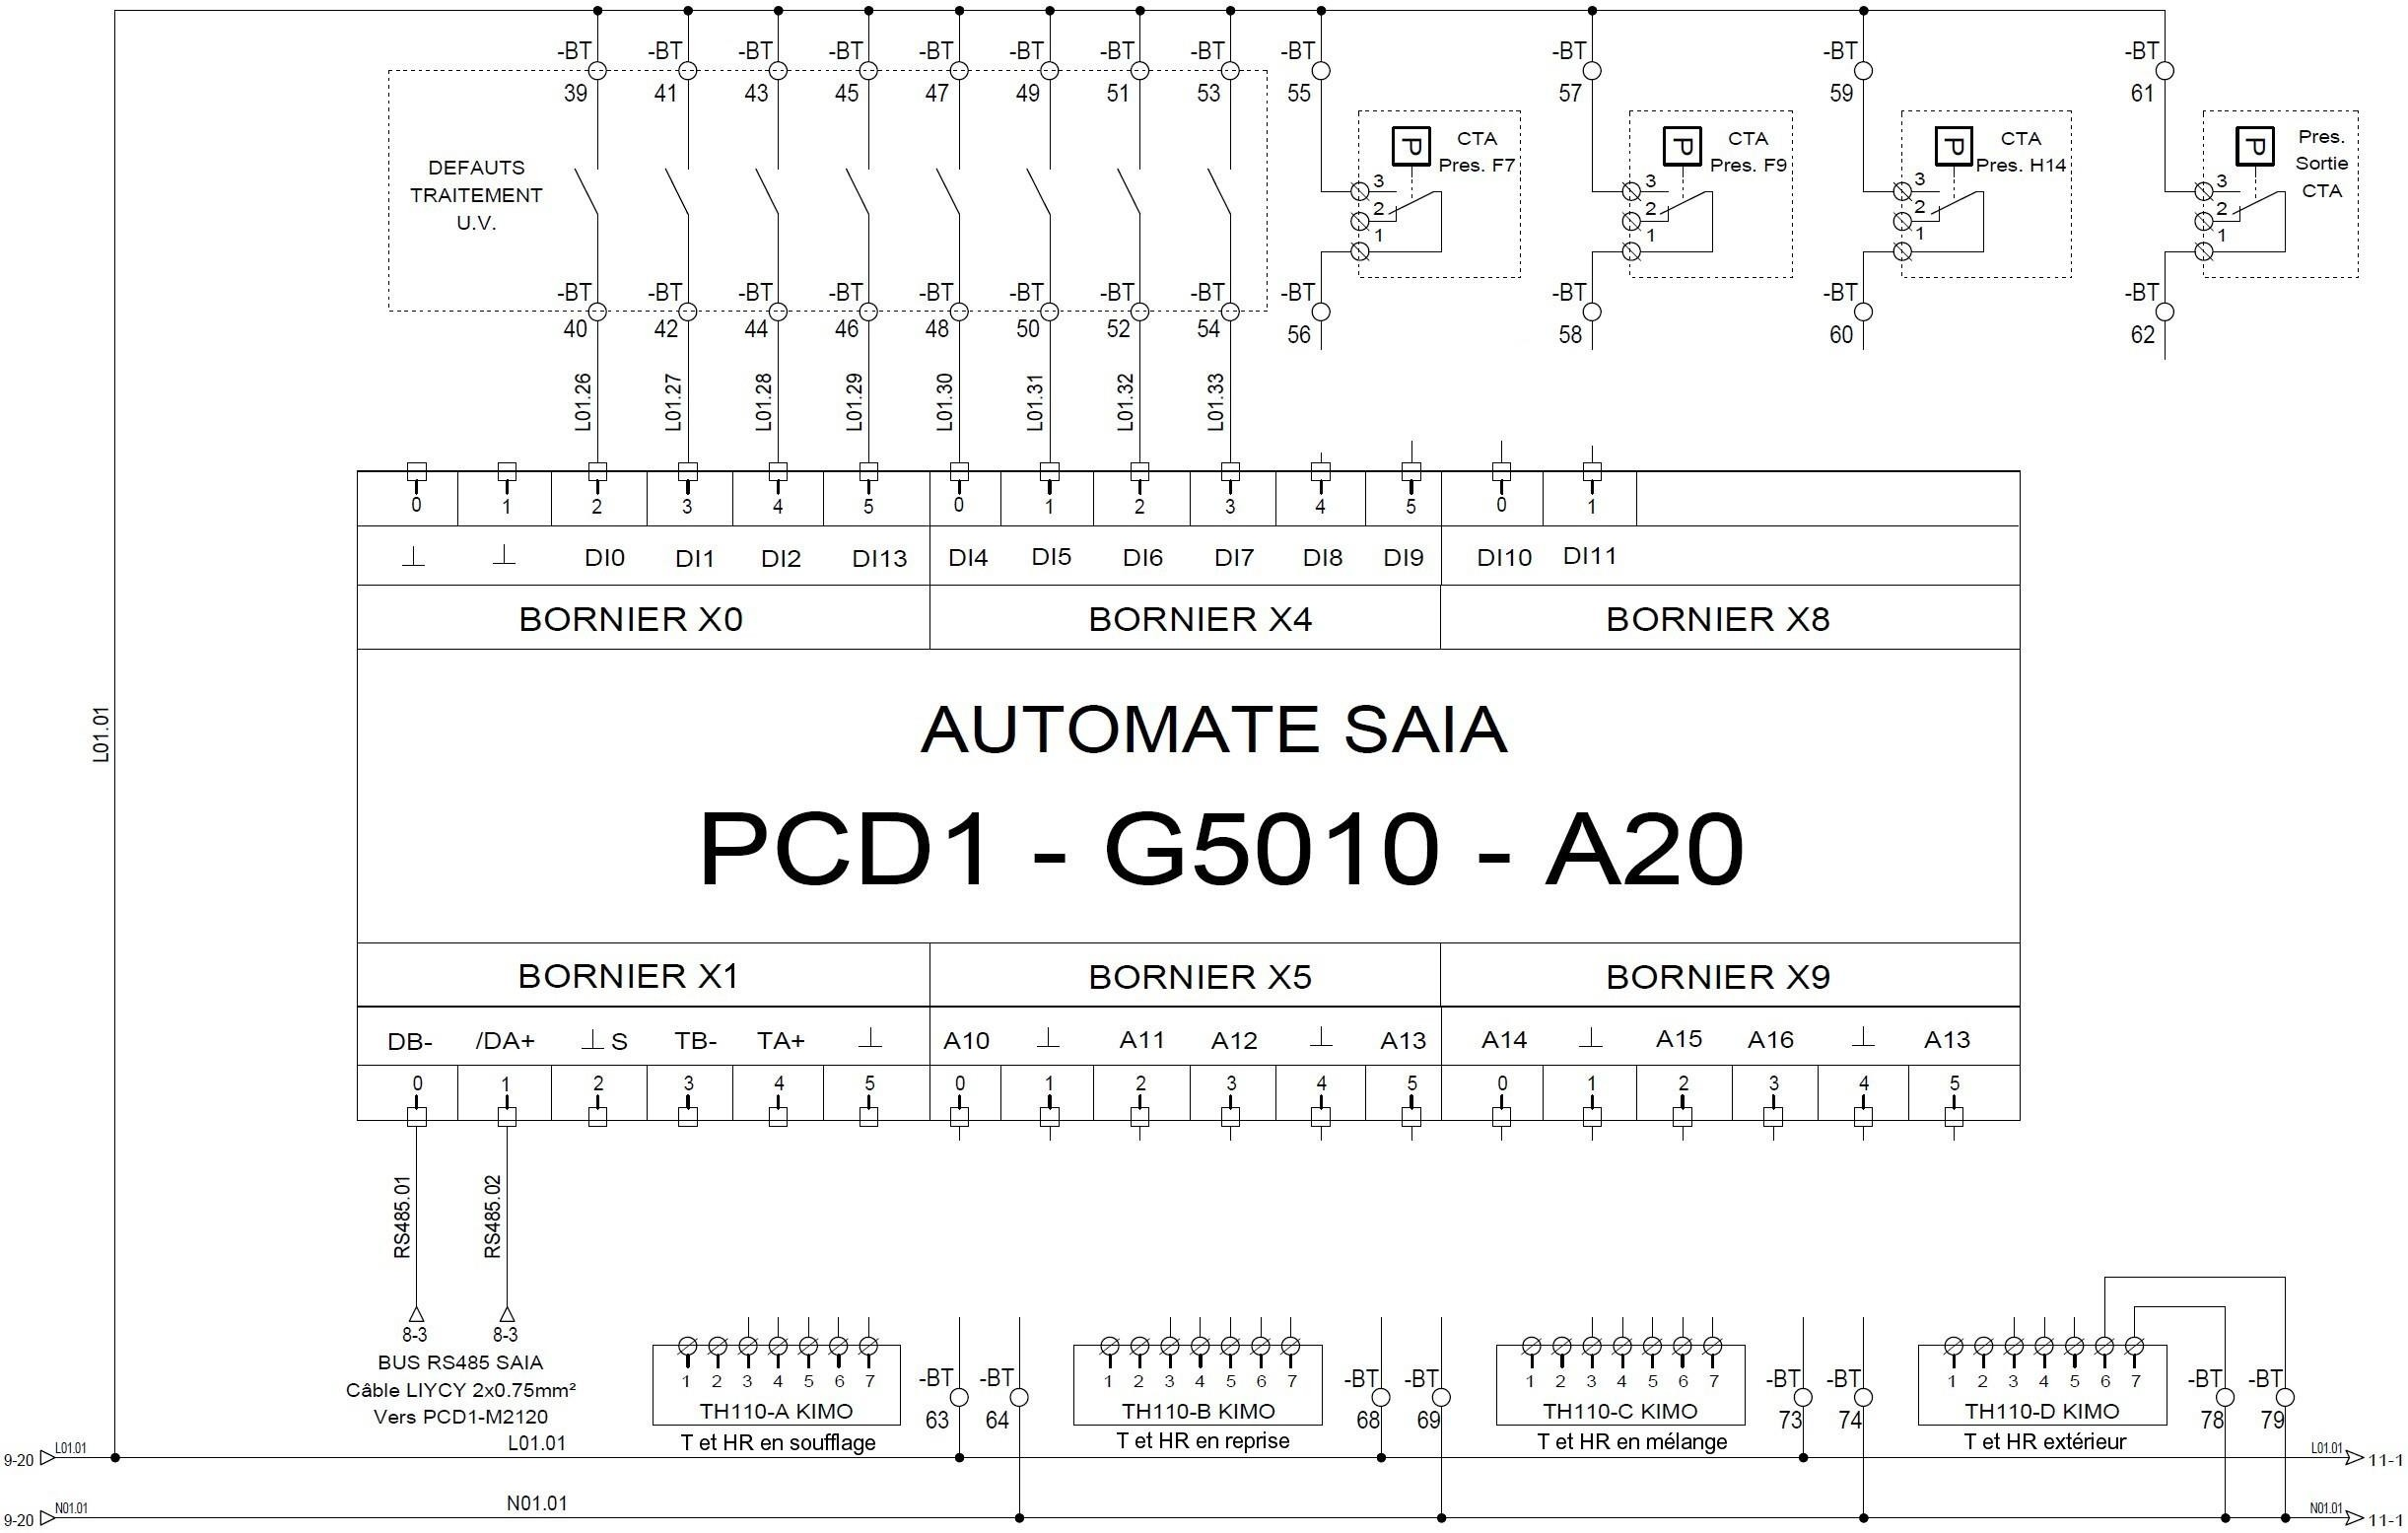 -BT -BT -BT -BT -BT -BT -BT -BT -BT -BT -BT -BT
39 41 43 45 47 49 51 53 55 57 59 61
DEFAUTS
TRAITEMENT
U.V.
P CTA
Pres. F7
3
2
1
P CTA
Pres. F9
3
2
1
P CTA
Pres. H14
3
2
1
P Pres.
Sortie
CTA
3
2
1
-BT -BT -BT -BT -BT -BT -BT -BT -BT -BT -BT -BT
40 42 44 46 48 50 52 54 56 58 60 62
L01.26 L01.27 L01.28 L01.29 L01.30 L01.31 L01.32 L01.33
0 1 2 3 4 5 0 1 2 3 4 5 0 1
DI0 DI1 DI2 DI13 DI4 DI5 DI6 DI7 DI8 DI9 DI10 DI11
BORNIER X0 BORNIER X4 BORNIER X8
L01.01
AUTOMATE SAIA
PCD1 - G5010 - A20
BORNIER X1 BORNIER X5 BORNIER X9
DB- /DA+ ⊥ S TB- TA+ ⊥ A10 ⊥ A11 A12 ⊥ A13 A14 ⊥ A15 A16 ⊥ A13
0 1 2 3 4 5 0 1 2 3 4 5 0 1 2 3 4 5
RS485.01 RS485.02
8-3 8-3
BUS RS485 SAIA
Câble LIYCY 2x0.75mm²
Vers PCD1-M2120
1 2 3 4 5 6 7
TH110-A KIMO
T et HR en soufflage
-BT -BT
63 64
1 2 3 4 5 6 7
TH110-B KIMO
T et HR en reprise
-BT -BT
68 69
1 2 3 4 5 6 7
TH110-C KIMO
T et HR en mélange
-BT -BT
73 74
1 2 3 4 5 6 7
TH110-D KIMO
T et HR extérieur
-BT -BT
78 79
9-20 L01.01 L01.01 L01.01 11-1
9-20 N01.01 N01.01 N01.01 11-1